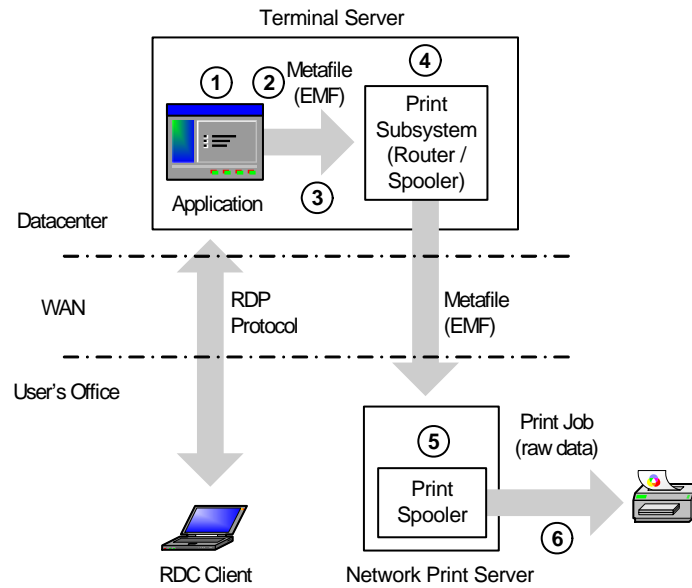 Terminal Server
1
2
Metafile
(EMF)
4
Print
Subsystem
(Router /
Spooler)
3
Application
Datacenter
WAN
RDP
Protocol
Metafile
(EMF)
User's Office
5
Print Job
(raw data)
Print
Spooler
6
RDC Client
Network Print Server